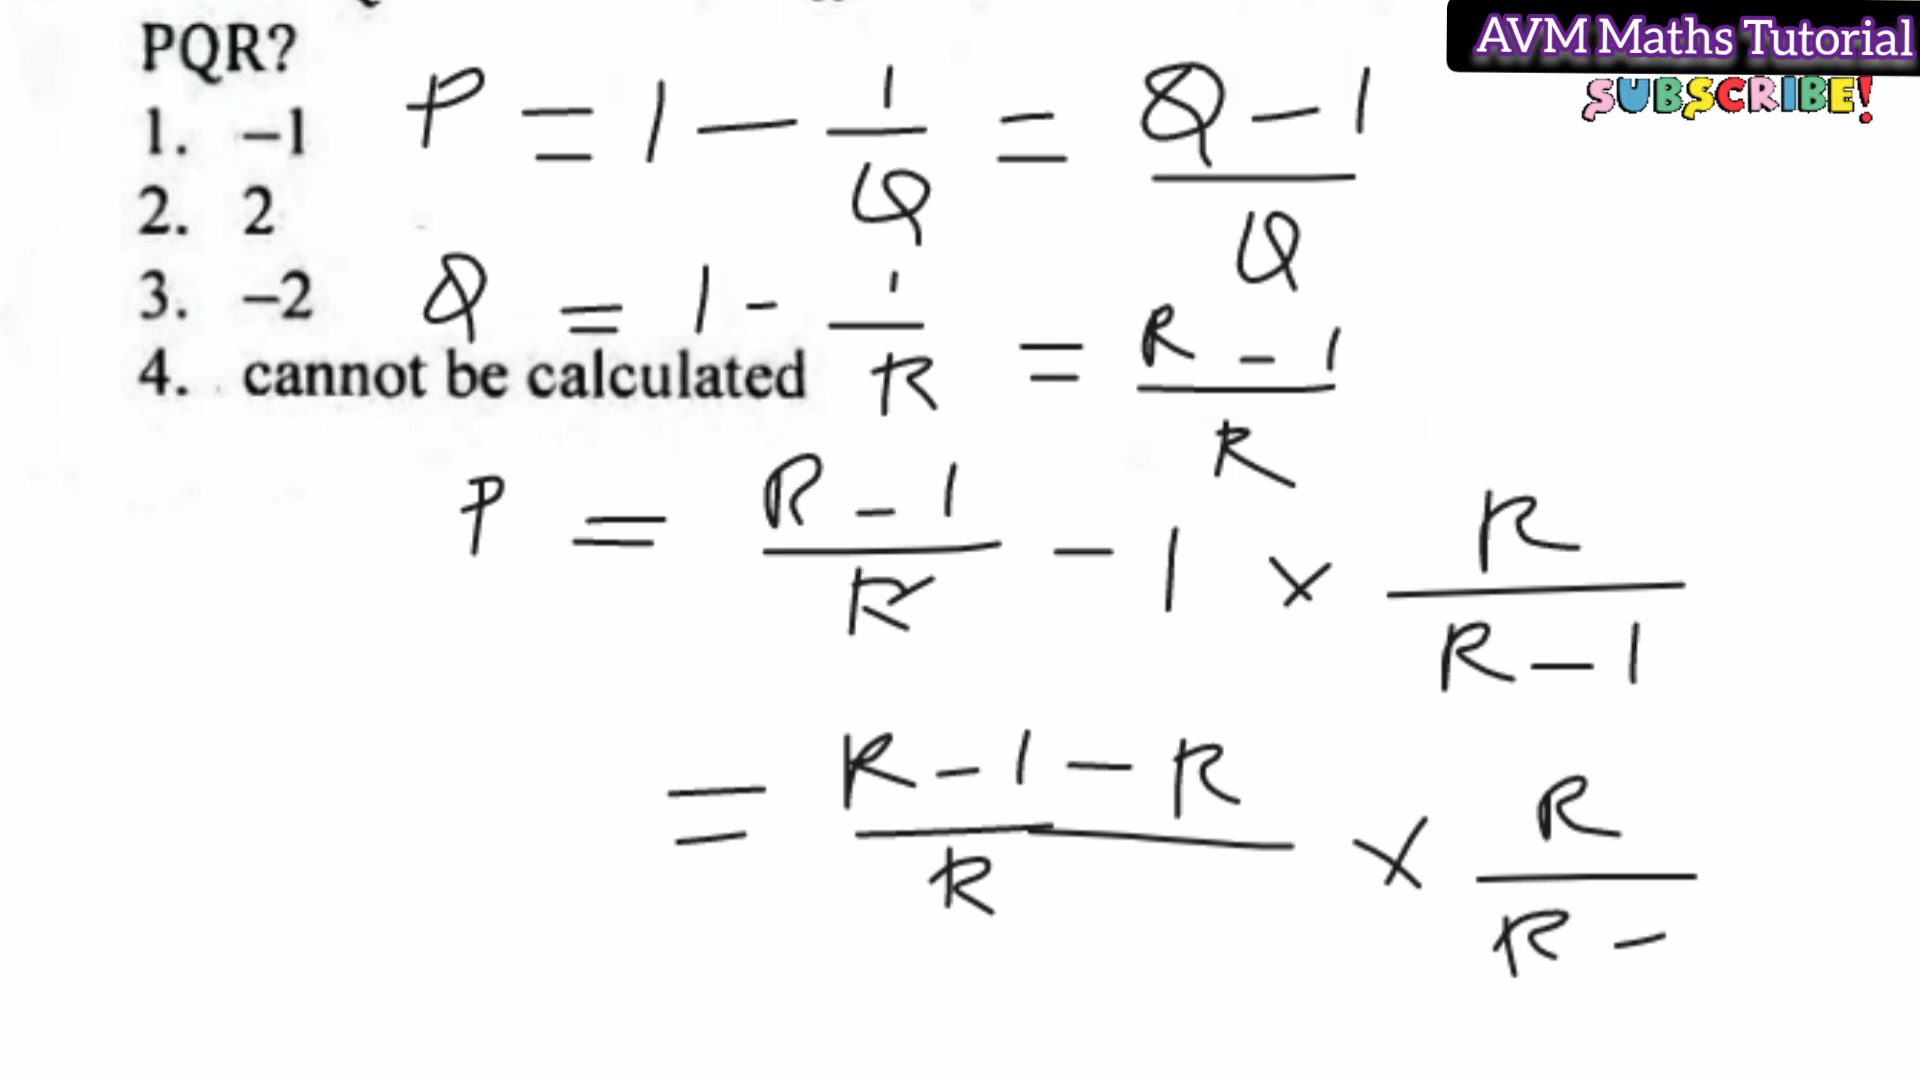 AVM Maths Tutorial
SUBSCRIBE!
PQR?
1. −1
2. 2
3. −2
4. cannot be calculated
P = 1 − 1/Q = Q − 1/Q
Q = 1 - 1/R = R − 1/R
P = R − 1/R − 1 × R/R − 1
= R − 1 − R/R × R/R −